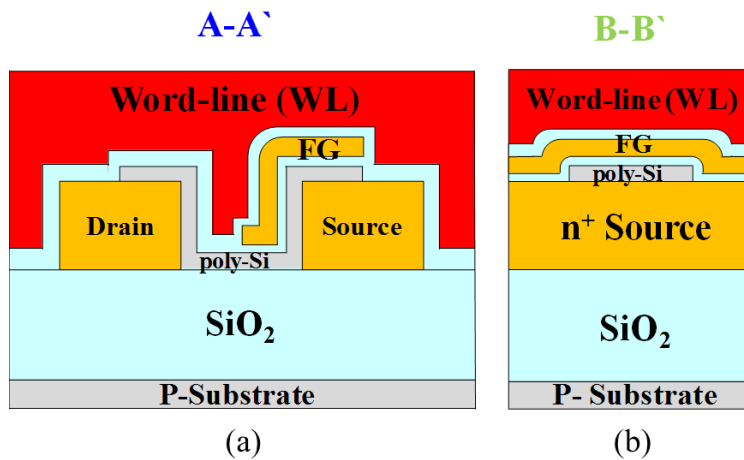 A-A`
B-B`
Word-line (WL)
FG
Drain
Source
poly-Si
SiO2
P-Substrate
(a)
Word-line (WL)
FG
poly-Si
n+ Source
SiO2
P- Substrate
(b)